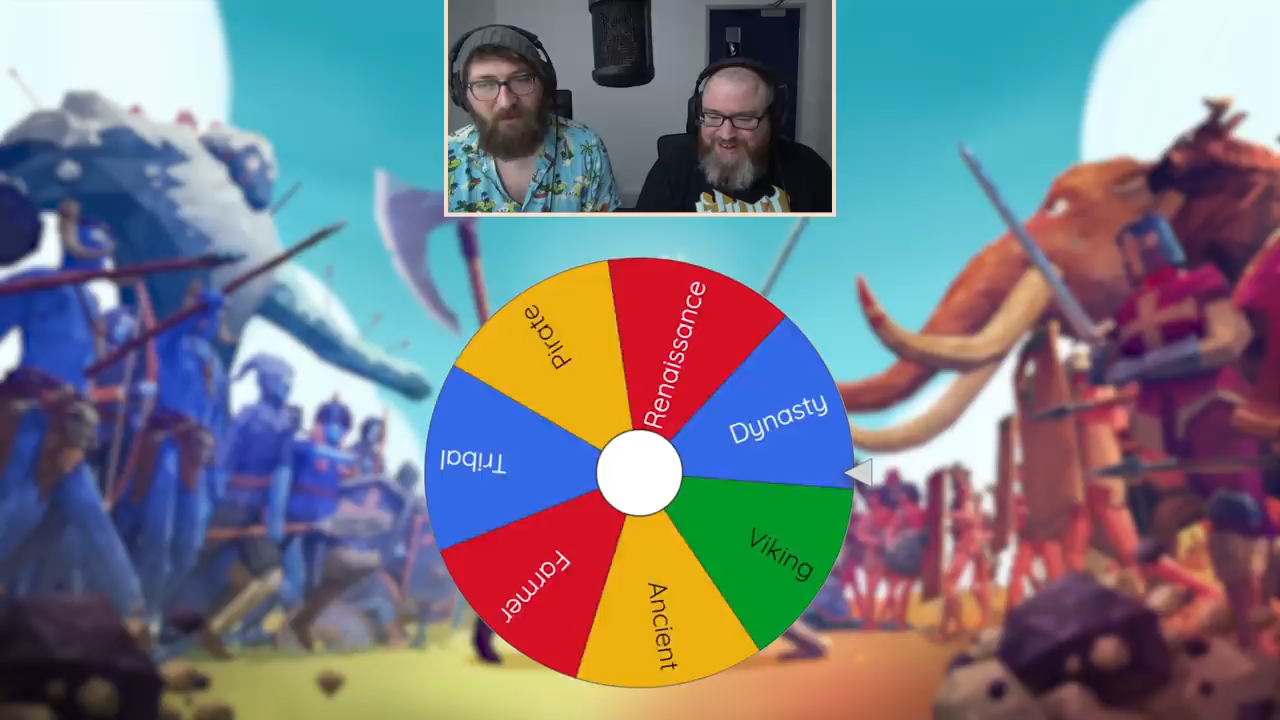 Renaissance
Dynasty
Viking
Ancient
Farmer
Tribal
Pirate